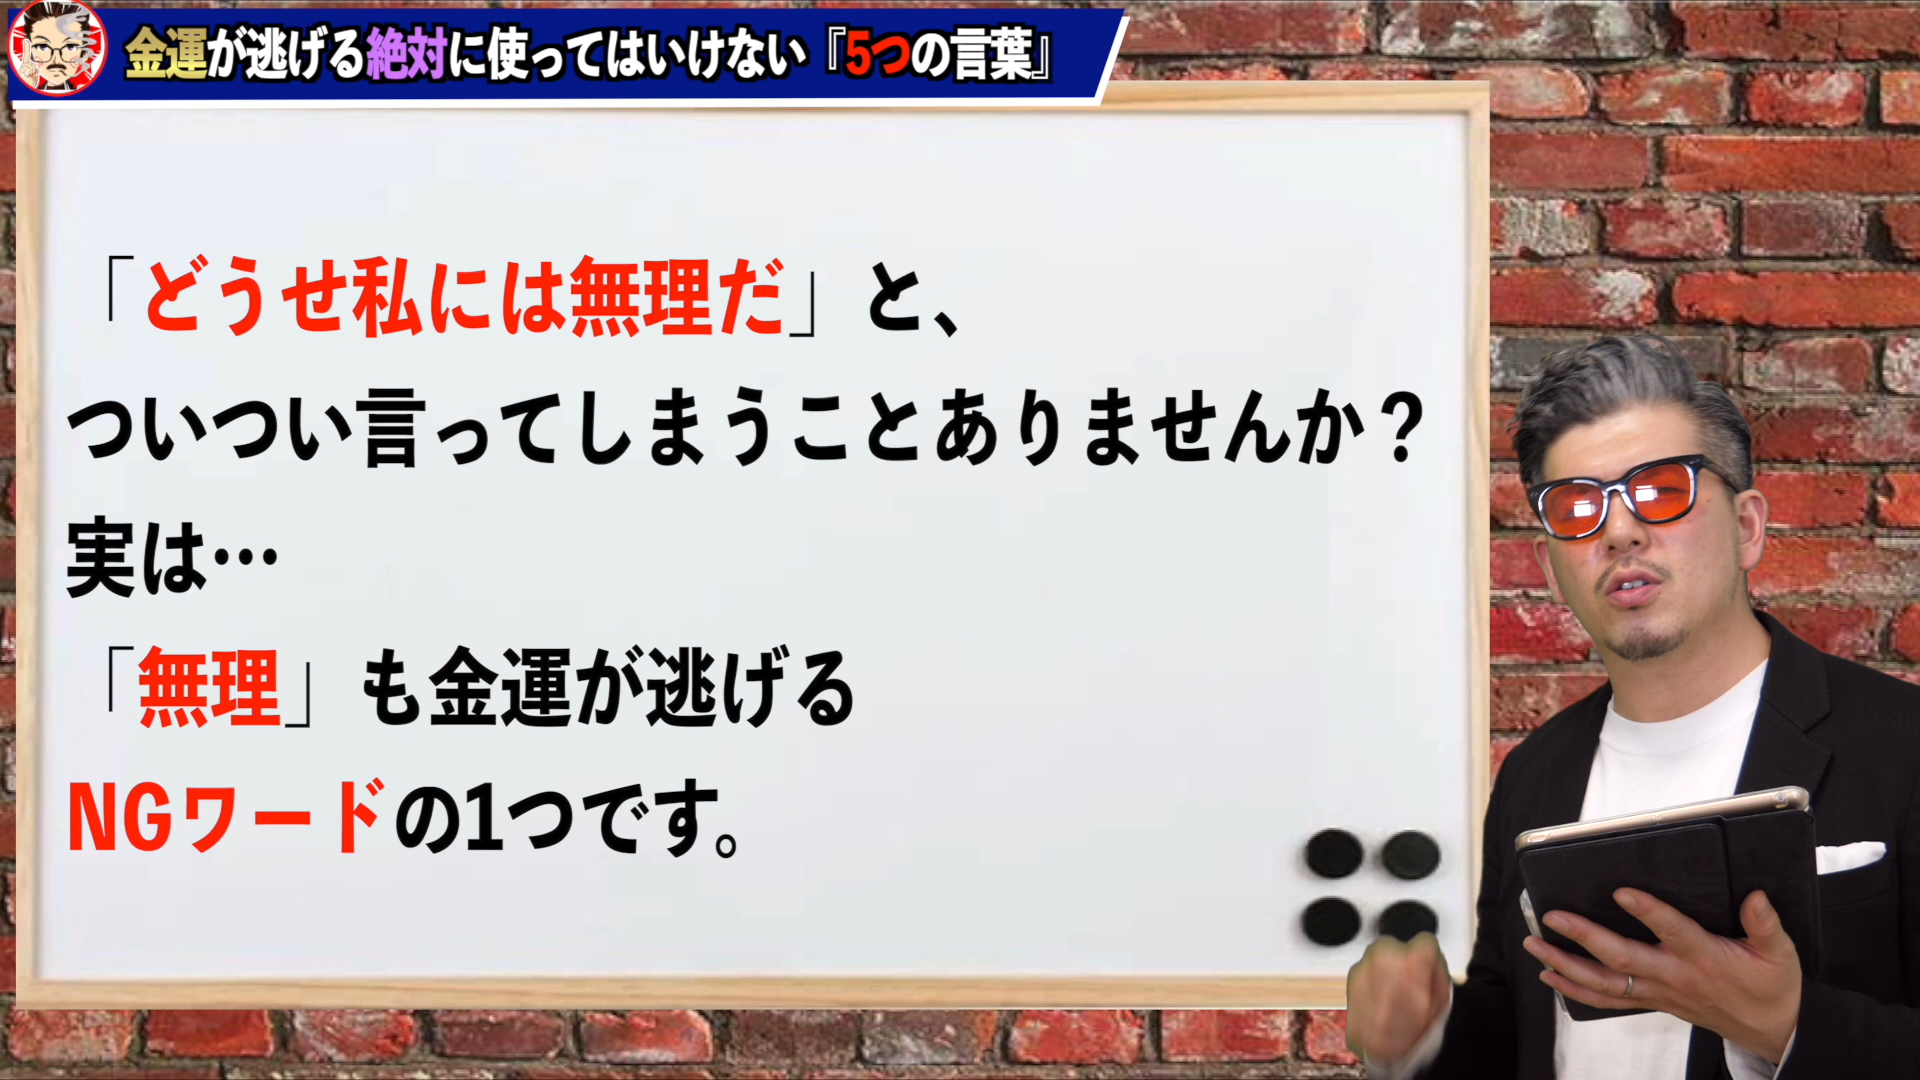 金運が逃げる絶対に使ってはいけない『5つの言葉』
「どうせ私には無理だ」と、
ついつい言ってしまうことありませんか？
実は…
「無理」も金運が逃げる
NGワードの1つです。